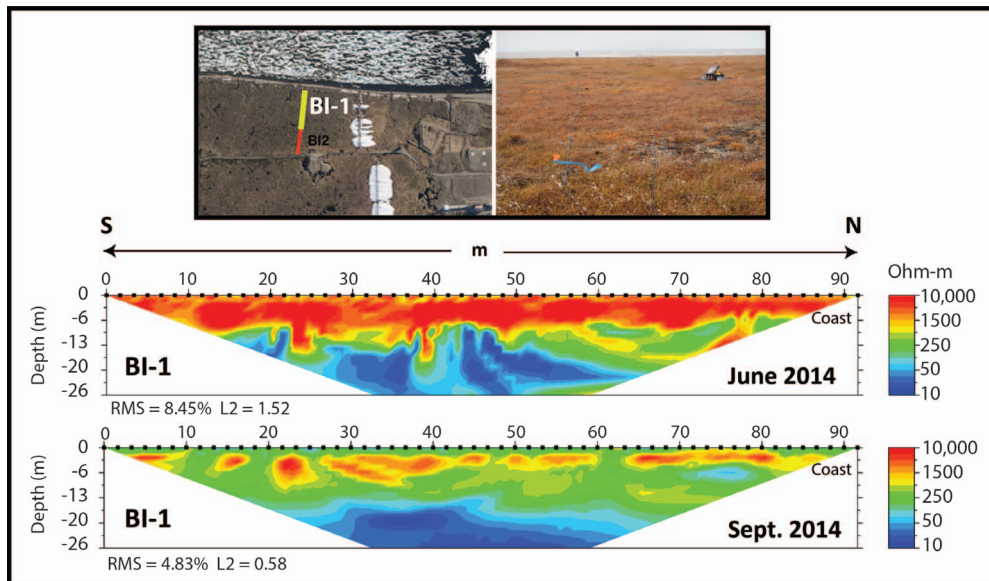 BI-1
BI2
S
N
m
0 10 20 30 40 50 60 70 80 90
Ohm-m
0
-6
-13
-20
-26
Depth (m)
Coast
BI-1
June 2014
10,000
1500
250
50
10
RMS = 8.45% L2 = 1.52
0 10 20 30 40 50 60 70 80 90
0
-6
-13
-20
-26
Depth (m)
Coast
BI-1
Sept. 2014
10,000
1500
250
50
10
RMS = 4.83% L2 = 0.58